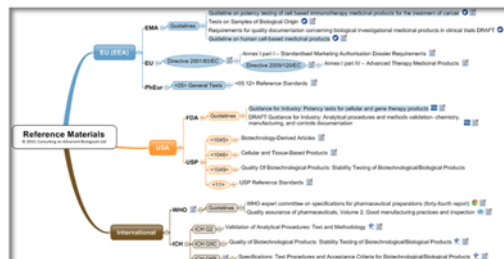 Guideline on potency testing of cell based immunotherapy medicinal products for the treatment of cancer
EMA
Guidelines
Tests on Samples of Biological Origin
Requirements for quality documentation concerning biological investigational medicinal products in clinical trials DRAFT
Guideline on human cell-based medicinal products
EU (EEA)
Annex I part I – Standardised Marketing Authorisation Dossier Requirements
EU
Directive 2001/83/EC
Directive 2009/120/EC
Annex I part IV – Advanced Therapy Medicinal Products
PhEur
<05> General Texts
<05.12> Reference Standards
Reference Materials
Consulting on Advanced Biologicals Ltd
USA
FDA
Guidelines
Guidance for Industry: Potency tests for cellular and gene therapy products
DRAFT Guidance for Industry: Analytical procedures and methods validation- chemistry,
manufacturing, and controls documentation
USP
<1045>
Biotechnology-Derived Articles
<1046>
Cellular and Tissue-Based Products
<1049>
Quality Of Biotechnological Products: Stability Testing of Biotechnological/Biological Products
<11>
USP Reference Standards
International
WHO
Guidelines
WHO expert committee on specifications for pharmaceutical preparations (forty-fourth report)
Quality assurance of pharmaceuticals, Volume 2, Good manufacturing practices and inspection
ICH
ICH Q2
Validation of Analytical Procedures: Text and Methodology
ICH Q5C
Quality of Biotechnological Products: Stability Testing of Biotechnological/Biological Products
Specifications: Test Procedures and Acceptance Criteria for Biotechnological/Biological Products